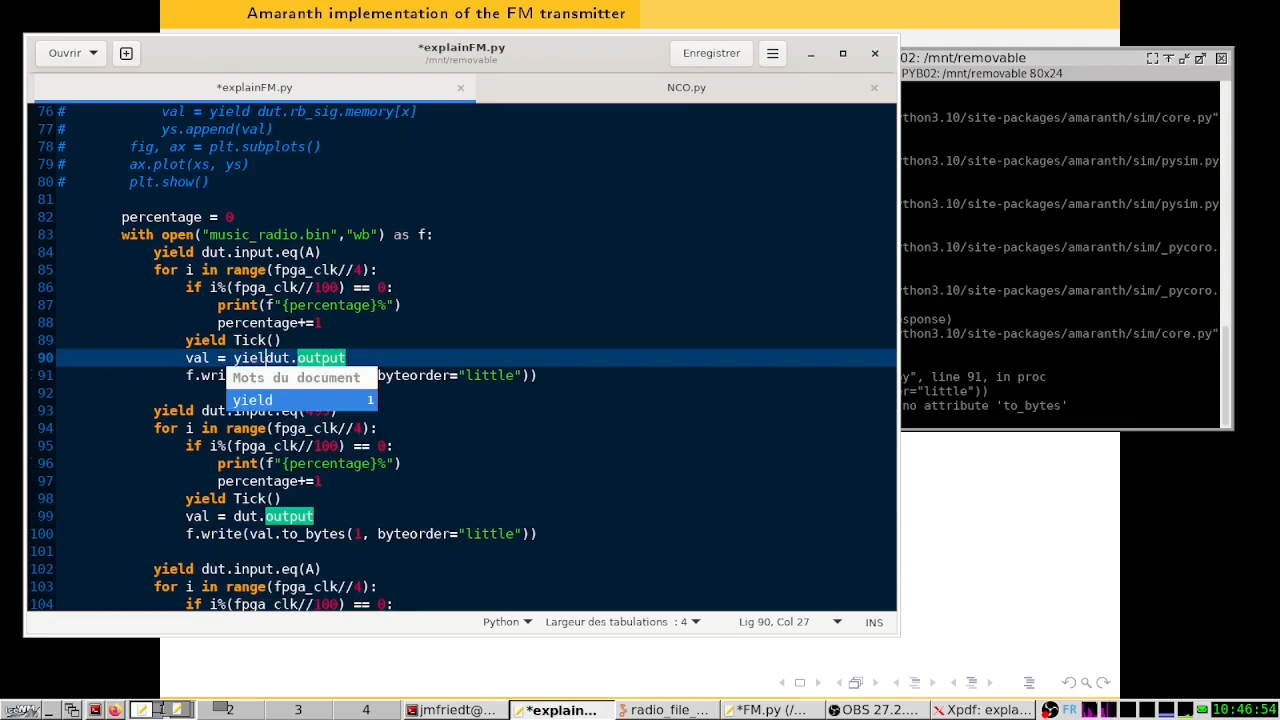 Amaranth implementation of the FM transmitter
Ouvrir
*explainFM.py
/mnt/removable
Enregistrer
*explainFM.py
NCO.py
02: /mnt/removable
PYB02: /mnt/removable 80x24
76 # val = yield dut.rb_sig.memory[x]
77 # ys.append(val)
78 # fig, ax = plt.subplots()
79 # ax.plot(xs, ys)
80 # plt.show()
81
82 percentage = 0
83 with open("music_radio.bin","wb") as f:
84 yield dut.input.eq(A)
85 for i in range(fpga_clk//4):
86 if i%(fpga_clk//100) == 0:
87 print(f"{percentage}%")
88 percentage+=1
89 yield Tick()
90 val = yieldut.output
91 f.wri byteorder="little"))
Mots du document
92
yield 1
93 yield dut.input.eq(495)
94 for i in range(fpga_clk//4):
95 if i%(fpga_clk//100) == 0:
96 print(f"{percentage}%")
97 percentage+=1
98 yield Tick()
99 val = dut.output
100 f.write(val.to_bytes(1, byteorder="little"))
101
102 yield dut.input.eq(A)
103 for i in range(fpga_clk//4):
104 if i%(fpga_clk//100) == 0:
ython3.10/site-packages/amaranth/sim/core.py"
ython3.10/site-packages/amaranth/sim/pysim.py
ython3.10/site-packages/amaranth/sim/pysim.py
ython3.10/site-packages/amaranth/sim/_pycoro.
ython3.10/site-packages/amaranth/sim/_pycoro.
sponse)
ython3.10/site-packages/amaranth/sim/core.py"
py", line 91, in proc
er="little"))
no attribute 'to_bytes'
Python
Largeur des tabulations : 4
Lig 90, Col 27
INS
2
3
4
jmfriedt@...
*explain...
radio_file_...
*FM.py (/...
OBS 27.2....
Xpdf: expla...
FR
10:46:54